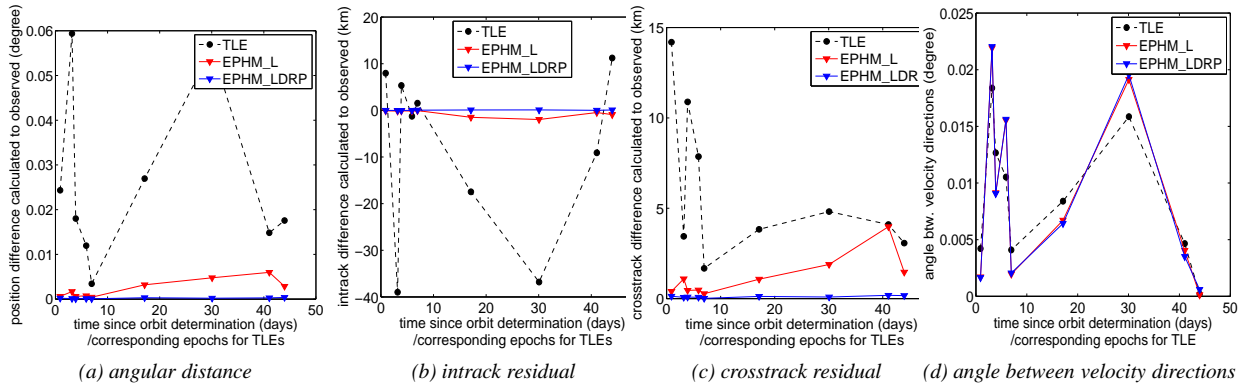 position difference calculated to observed (degree)
0.06
0.05
0.04
0.03
0.02
0.01
0
0 10 20 30 40 50
TLE
EPHM_L
EPHM_LDRP
time since orbit determination (days)
/corresponding epochs for TLEs
(a) angular distance
intrack difference calculated to observed (km)
20
10
0
−10
−20
−30
−40
0 20 40
TLE
EPHM_L
EPHM_LDRP
time since orbit determination (days)
/corresponding epochs for TLEs
(b) intrack residual
crosstrack difference calculated to observed (km)
15
10
5
0
0 10 20 30 40
TLE
EPHM_L
EPHM_LDR
time since orbit determination (days)
/corresponding epochs for TLEs
(c) crosstrack residual
angle btw. velocity directions (degree)
0.025
0.02
0.015
0.01
0.005
0
0 10 20 30 40 50
TLE
EPHM_L
EPHM_LDRP
time since orbit determination (days)
/corresponding epochs for TLE
(d) angle between velocity directions